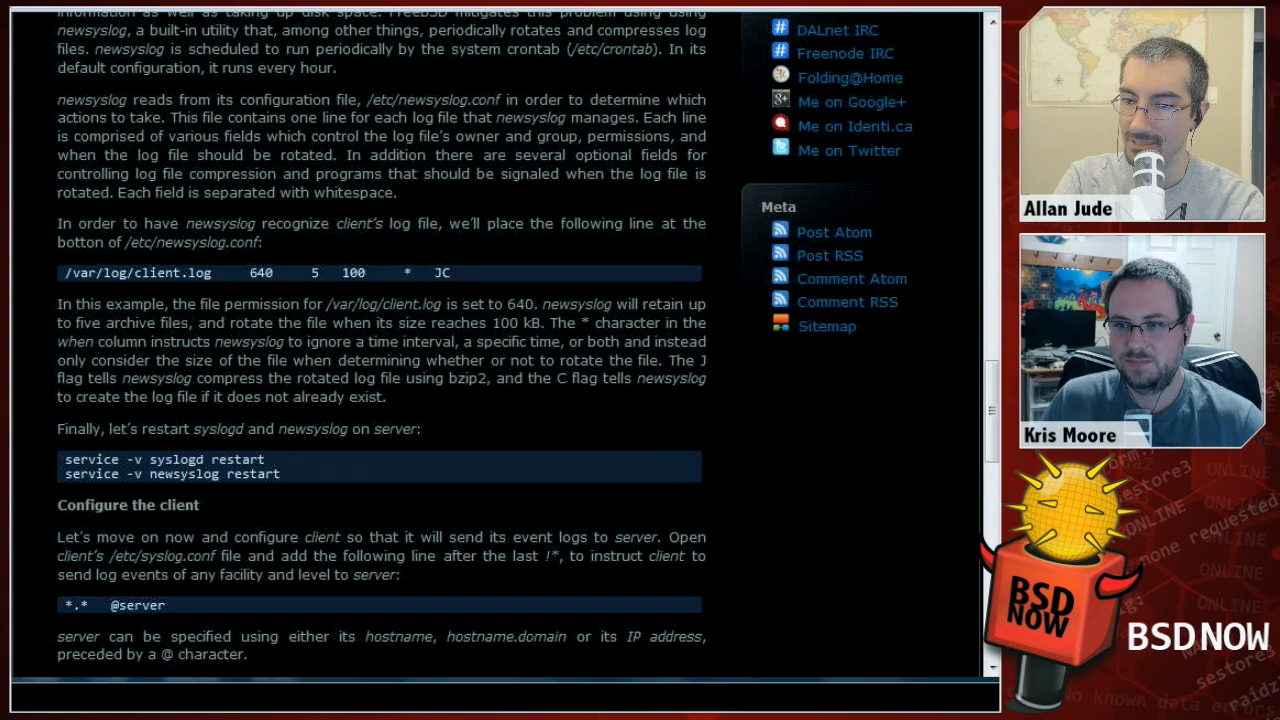 information as well as taking up disk space. FreeBSD mitigates this problem using using
newsyslog, a built-in utility that, among other things, periodically rotates and compresses log
files. newsyslog is scheduled to run periodically by the system crontab (/etc/crontab). In its
default configuration, it runs every hour.
newsyslog reads from its configuration file, /etc/newsyslog.conf in order to determine which
actions to take. This file contains one line for each log file that newsyslog manages. Each line
is comprised of various fields which control the log file's owner and group, permissions, and
when the log file should be rotated. In addition there are several optional fields for
controlling log file compression and programs that should be signaled when the log file is
rotated. Each field is separated with whitespace.
In order to have newsyslog recognize client's log file, we'll place the following line at the
botton of /etc/newsyslog.conf:
/var/log/client.log 640 5 100 * JC
In this example, the file permission for /var/log/client.log is set to 640. newsyslog will retain up
to five archive files, and rotate the file when its size reaches 100 kB. The * character in the
when column instructs newsyslog to ignore a time interval, a specific time, or both and instead
only consider the size of the file when determining whether or not to rotate the file. The J
flag tells newsyslog compress the rotated log file using bzip2, and the C flag tells newsyslog
to create the log file if it does not already exist.
Finally, let's restart syslogd and newsyslog on server:
service -v syslogd restart
service -v newsyslog restart
Configure the client
Let's move on now and configure client so that it will send its event logs to server. Open
client's /etc/syslog.conf file and add the following line after the last !*, to instruct client to
send log events of any facility and level to server:
*.* @server
server can be specified using either its hostname, hostname.domain or its IP address,
preceded by a @ character.
DALnet IRC
Freenode IRC
Folding@Home
Me on Google+
Me on Identi.ca
Me on Twitter
Meta
Post Atom
Post RSS
Comment Atom
Comment RSS
Sitemap
Allan Jude
Kris Moore
BSD
NOW
BSDNOW
estore3
ONLINE
ONLINE
none requested
ONLINE
ONLINE
sestore3
No known data errors
raidz